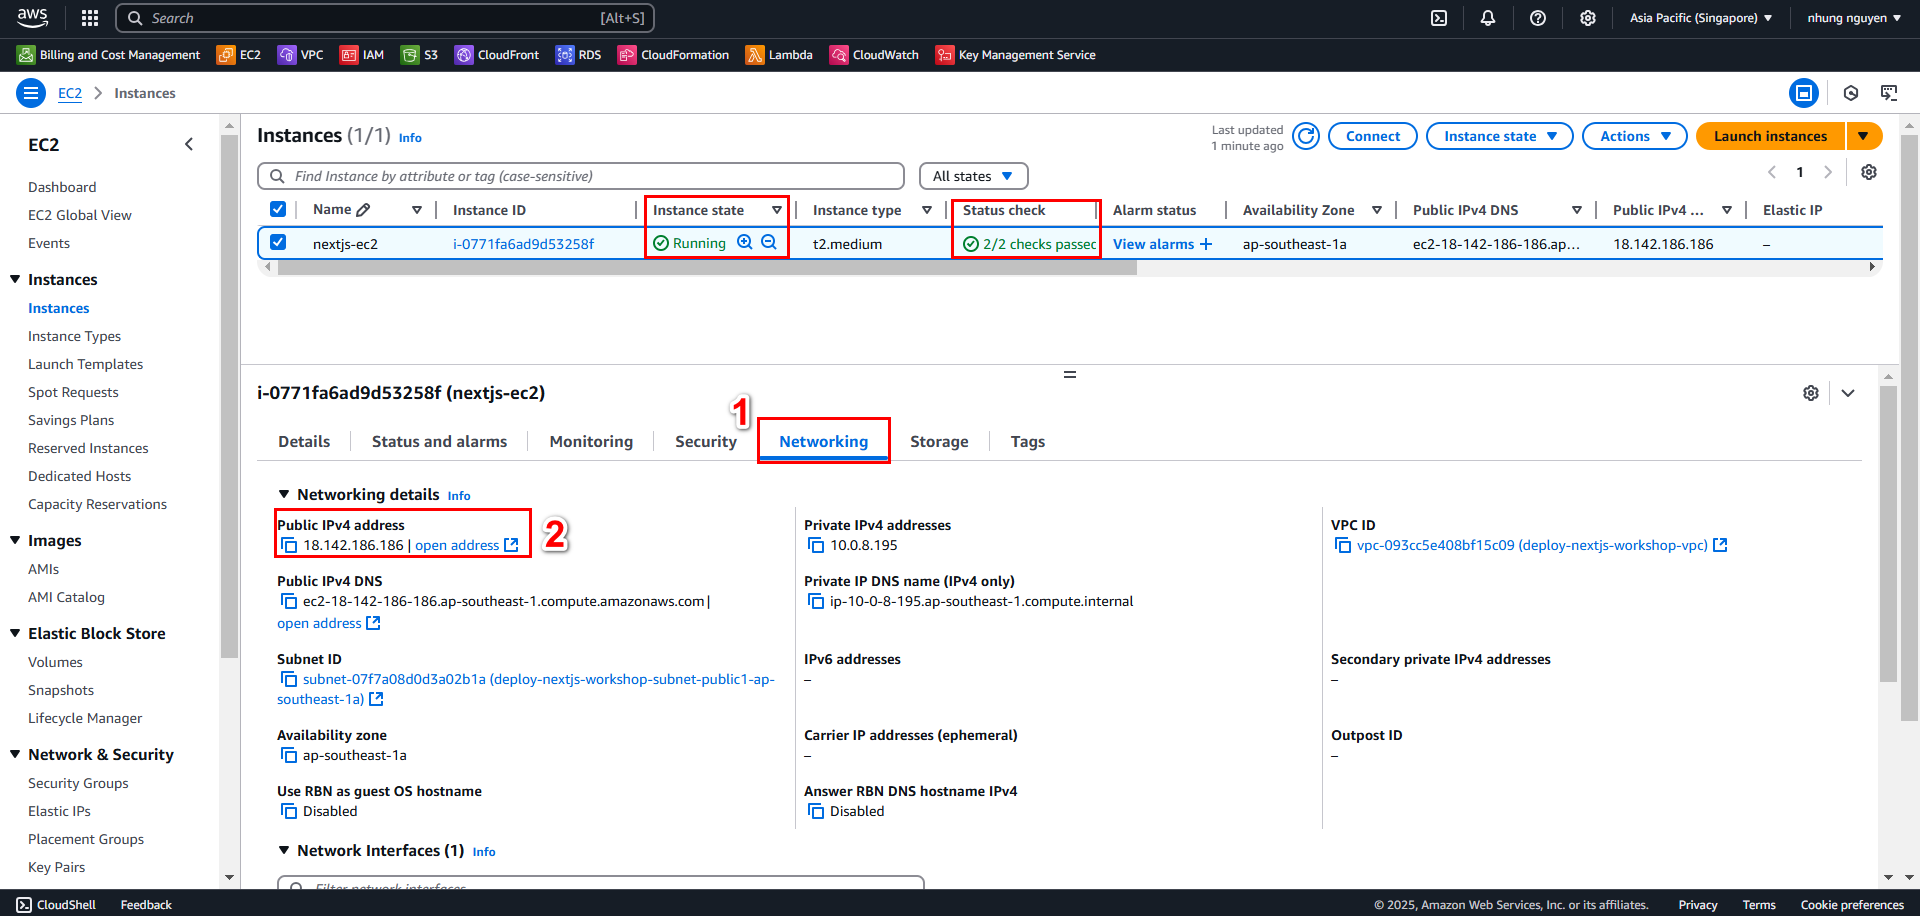 aws
Search [Alt+S]
Asia Pacific (Singapore)
nhung nguyen
Billing and Cost Management EC2 VPC IAM S3 CloudFront RDS CloudFormation Lambda CloudWatch Key Management Service
EC2 > Instances
EC2
Dashboard
EC2 Global View
Events
Instances
Instances
Instance Types
Launch Templates
Spot Requests
Savings Plans
Reserved Instances
Dedicated Hosts
Capacity Reservations
Images
AMIs
AMI Catalog
Elastic Block Store
Volumes
Snapshots
Lifecycle Manager
Network & Security
Security Groups
Elastic IPs
Placement Groups
Key Pairs
Instances (1/1) Info
Last updated
1 minute ago
Connect
Instance state
Actions
Launch instances
Find Instance by attribute or tag (case-sensitive)
All states
1
Name Instance ID Instance state Instance type Status check Alarm status Availability Zone Public IPv4 DNS Public IPv4 ... Elastic IP
nextjs-ec2 i-0771fa6ad9d53258f Running t2.medium 2/2 checks passec View alarms + ap-southeast-1a ec2-18-142-186-186.ap... 18.142.186.186 –
i-0771fa6ad9d53258f (nextjs-ec2)
1
Details Status and alarms Monitoring Security Networking Storage Tags
Networking details Info
Public IPv4 address
18.142.186.186 | open address
2
Private IPv4 addresses
10.0.8.195
VPC ID
vpc-093cc5e408bf15c09 (deploy-nextjs-workshop-vpc)
Public IPv4 DNS
ec2-18-142-186-186.ap-southeast-1.compute.amazonaws.com |
open address
Private IP DNS name (IPv4 only)
ip-10-0-8-195.ap-southeast-1.compute.internal
Subnet ID
subnet-07f7a08d0d3a02b1a (deploy-nextjs-workshop-subnet-public1-ap-
southeast-1a)
IPv6 addresses
–
Secondary private IPv4 addresses
–
Availability zone
ap-southeast-1a
Carrier IP addresses (ephemeral)
–
Outpost ID
–
Use RBN as guest OS hostname
Disabled
Answer RBN DNS hostname IPv4
Disabled
Network Interfaces (1) Info
Filter network interfaces
CloudShell Feedback
© 2025, Amazon Web Services, Inc. or its affiliates. Privacy Terms Cookie preferences